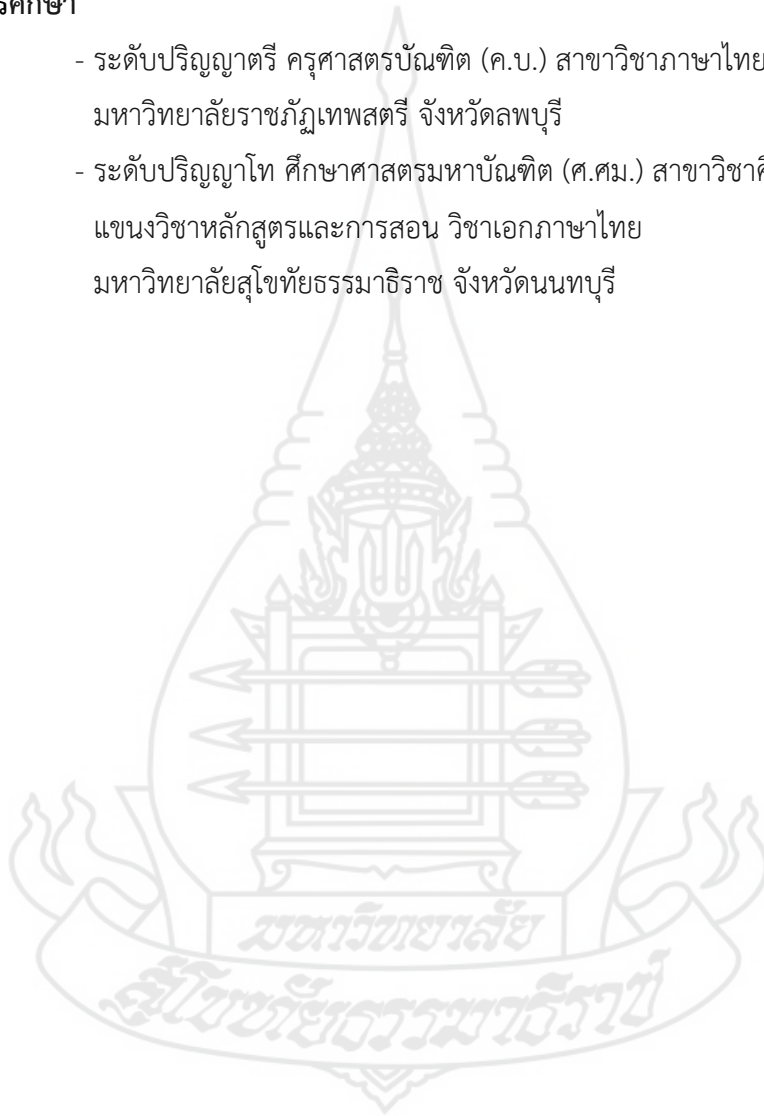 - ระดับปริญญาตรี ครุศาสตรบัณฑิต (ค.บ.) สาขาวิชาภาษาไทย
มหาวิทยาลัยราชภัฏเทพสตรี จังหวัดลพบุรี
- ระดับปริญญาโท ศึกษาศาสตรมหาบัณฑิต (ศ.ศม.) สาขาวิชา
แขนงวิชาหลักสูตรและการสอน วิชาเอกภาษาไทย
มหาวิทยาลัยสุโขทัยธรรมาธิราช จังหวัดนนทบุรี
มหาวิทยาลัย
สุโขทัยธรรมาธิราช